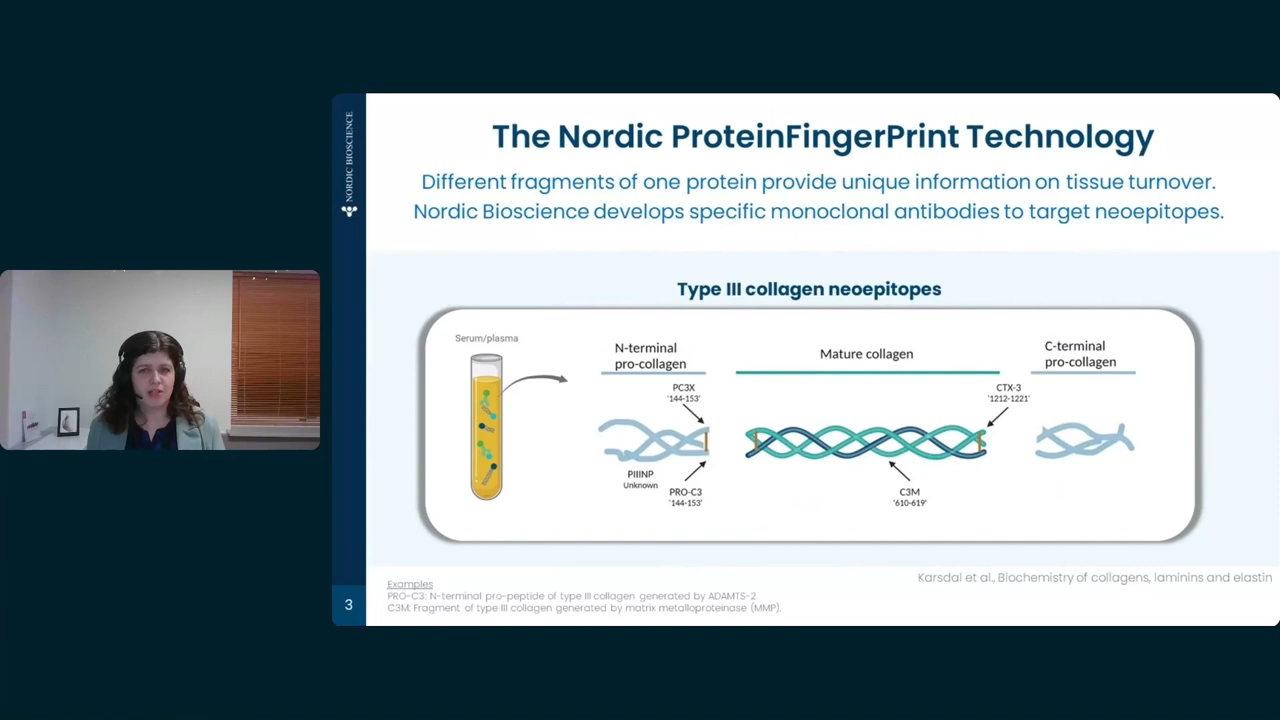 NORDIC BIOSCIENCE
The Nordic ProteinFingerPrint Technology
Different fragments of one protein provide unique information on tissue turnover.
Nordic Bioscience develops specific monoclonal antibodies to target neoepitopes.
Type III collagen neoepitopes
Serum/plasma
N-terminal
pro-collagen
Mature collagen
C-terminal
pro-collagen
PC3X
'144-153'
CTX-3
'1212-1221'
PIIINP
Unknown
PRO-C3
'144-153'
C3M
'610-619'
Karsdal et al., Biochemistry of collagens, laminins and elastin
Examples
PRO-C3: N-terminal pro-peptide of type III collagen generated by ADAMTS-2
C3M: Fragment of type III collagen generated by matrix metalloproteinase (MMP).
3